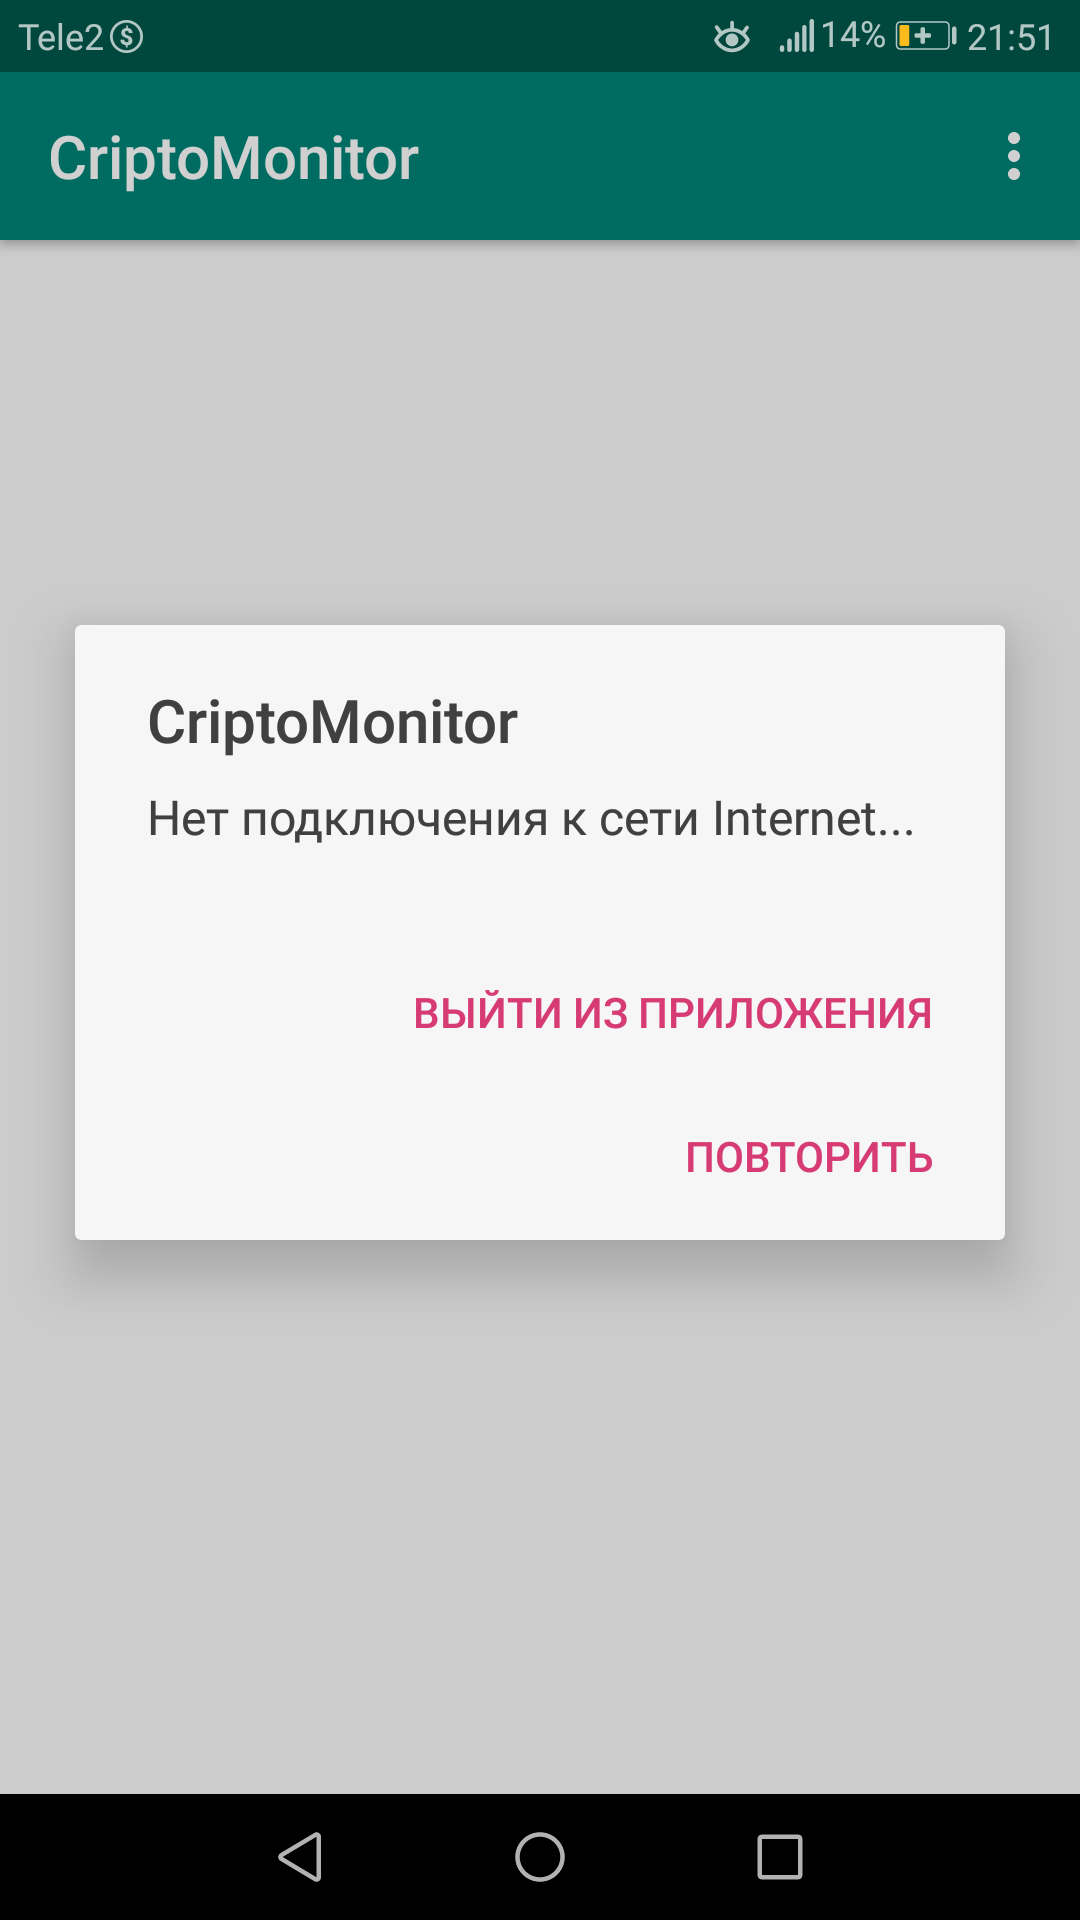 Tele2 $ 14% 21:51
CriptoMonitor
CriptoMonitor
Нет подключения к сети Internet...
ВЫЙТИ ИЗ ПРИЛОЖЕНИЯ
ПОВТОРИТЬ